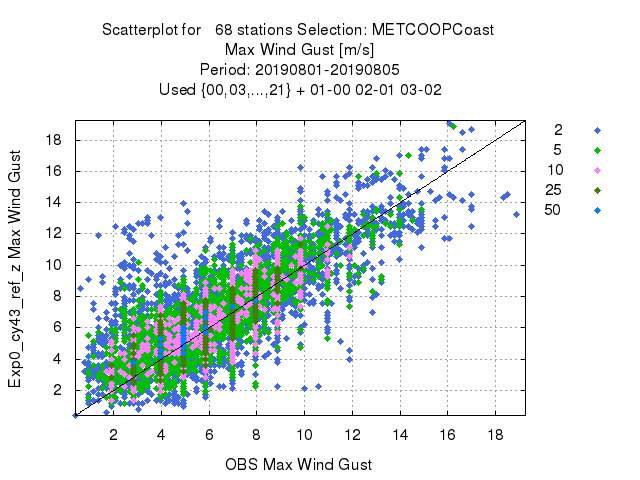 Scatterplot for 68 stations Selection: METCOOPCoast
Max Wind Gust [m/s]
Period: 20190801-20190805
Used {00,03,...,21} + 01-00 02-01 03-02
Exp0_cy43_ref_z Max Wind Gust
18
16
14
12
10
8
6
4
2
2
5
10
25
50
2 4 6 8 10 12 14 16 18
OBS Max Wind Gust